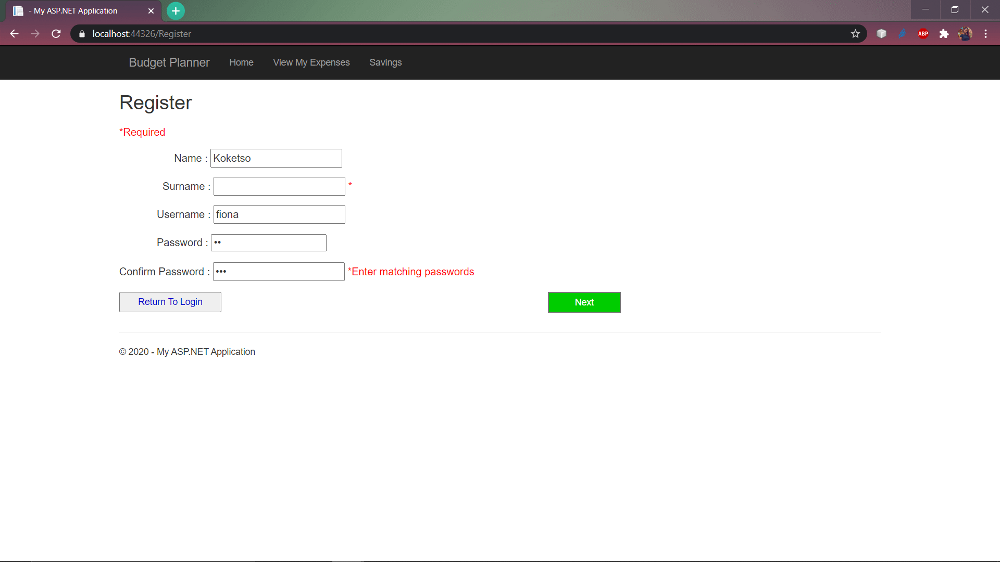 - My ASP.NET Application
localhost:44326/Register
ABP
Budget Planner Home View My Expenses Savings
Register
*Required
Name : Koketso
Surname : *
Username : fiona
Password : ••
Confirm Password : ••• *Enter matching passwords
Return To Login Next
© 2020 - My ASP.NET Application